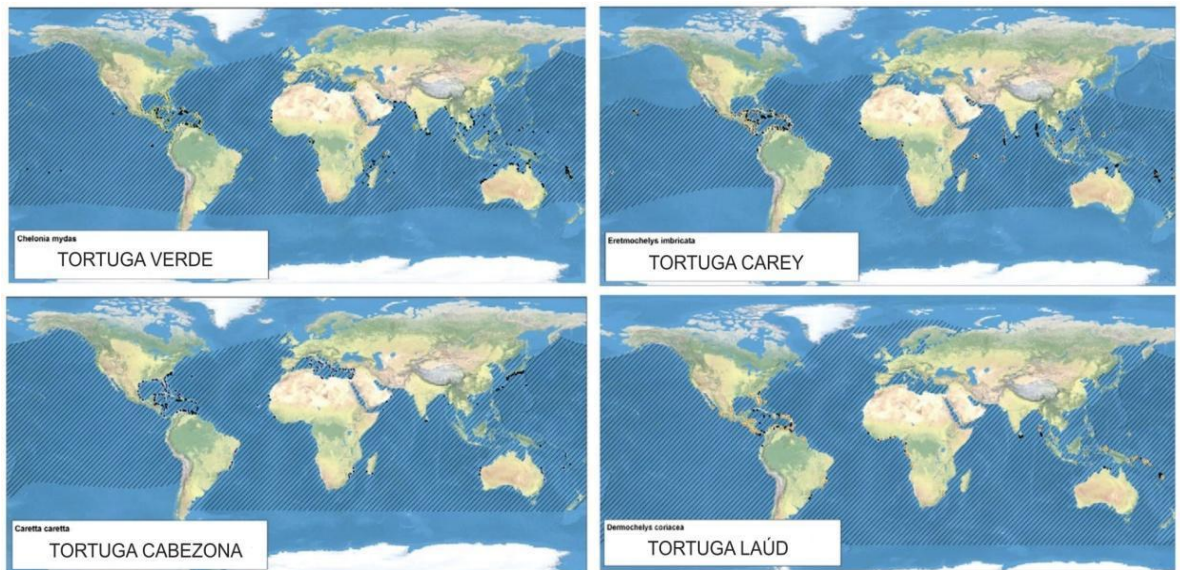 Chelonia mydas
TORTUGA VERDE
Eretmochelys imbricata
TORTUGA CAREY
Caretta caretta
TORTUGA CABEZONA
Dermochelys coriacea
TORTUGA LAÚD